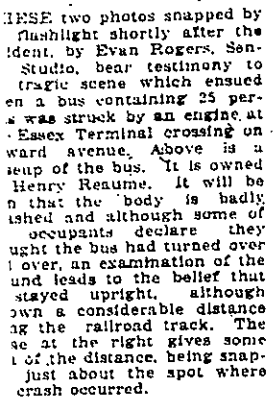 HESE two photos snapped by
flashlight shortly after the
ident, by Evan Rogers, Sen-
Studio, bear testimony to
tragic scene which ensued
en a bus containing 25 per-
s was struck by an engine at
Essex Terminal crossing on
ward avenue. Above is a
seup of the bus. It is owned
Henry Reaume. It will be
n that the body is badly
ashed and although some of
occupants declare they
ught the bus had turned over
l over, an examination of the
und leads to the belief that
stayed upright, although
own a considerable distance
ng the railroad track. The
se at the right gives some
t of the distance, being snap-
just about the spot where
crash occurred.